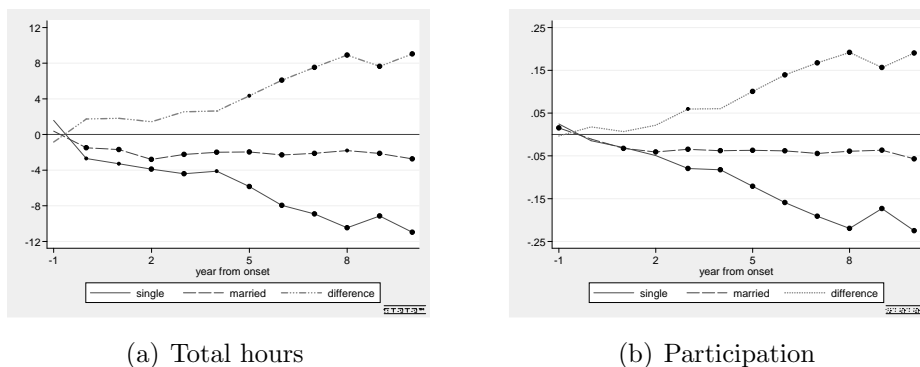 12
8
4
0
-4
-8
-12
-1 2 5 8
year from onset
single married difference
(a) Total hours
.25
.15
.05
-.05
-.15
-.25
-1 2 5 8
year from onset
single married difference
(b) Participation